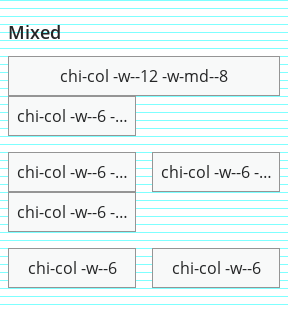 Mixed
chi-col -w--12 -w-md--8
chi-col -w--6 -...
chi-col -w--6 -... chi-col -w--6 -...
chi-col -w--6 -...
chi-col -w--6 chi-col -w--6